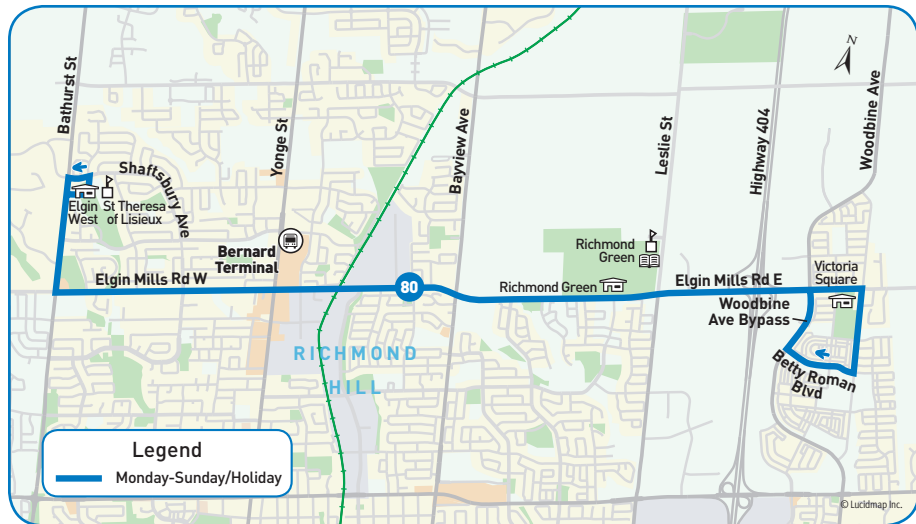 Bathurst St
Yonge St
Bayview Ave
Leslie St
Highway 404
Woodbine Ave
N
Shaftsbury Ave
Elgin
West
St Theresa
of Lisieux
Bernard
Terminal
Richmond
Green
Victoria
Square
Elgin Mills Rd W
80
Richmond Green
Elgin Mills Rd E
Woodbine
Ave Bypass
RICHMOND
HILL
Betty Roman
Blvd
Legend
Monday-Sunday/Holiday
© Lucidmap Inc.